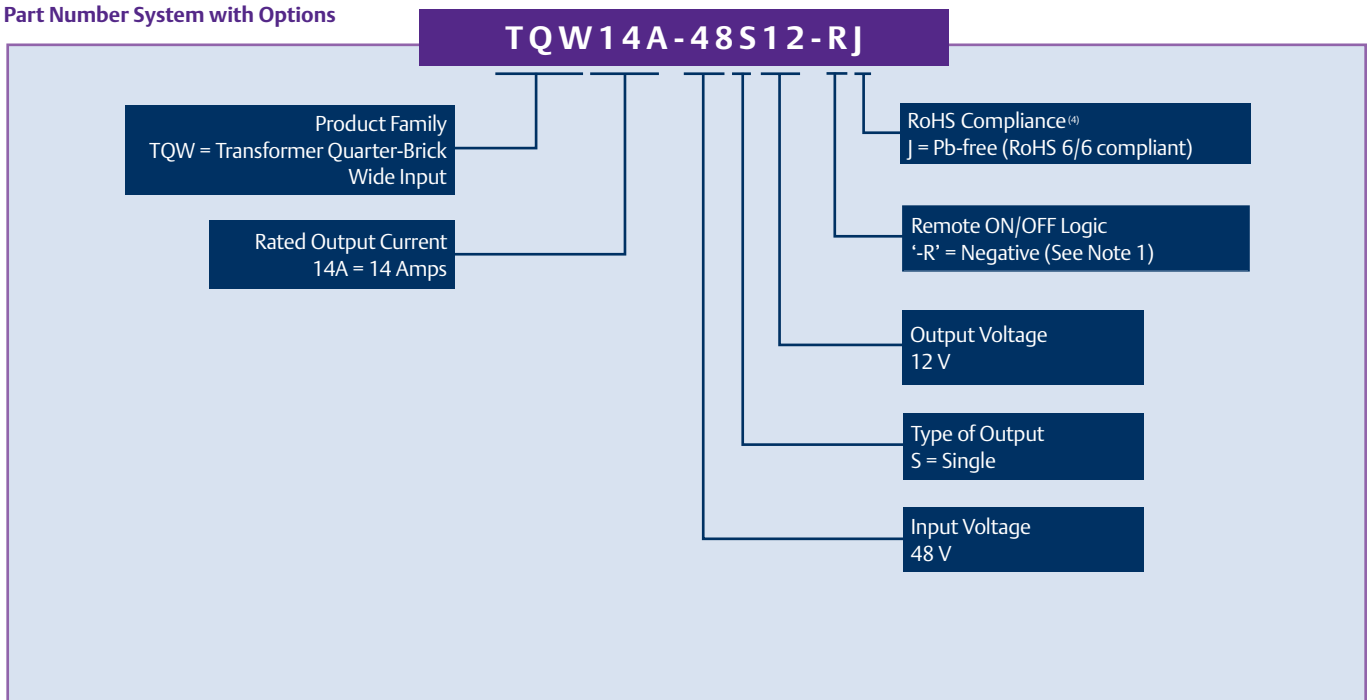 Part Number System with Options
TQW14A-48S12-RJ
Product Family
TQW = Transformer Quarter-Brick
Wide Input
Rated Output Current
14A = 14 Amps
RoHS Compliance (4)
J = Pb-free (RoHS 6/6 compliant)
Remote ON/OFF Logic
‘-R’ = Negative (See Note 1)
Output Voltage
12 V
Type of Output
S = Single
Input Voltage
48 V